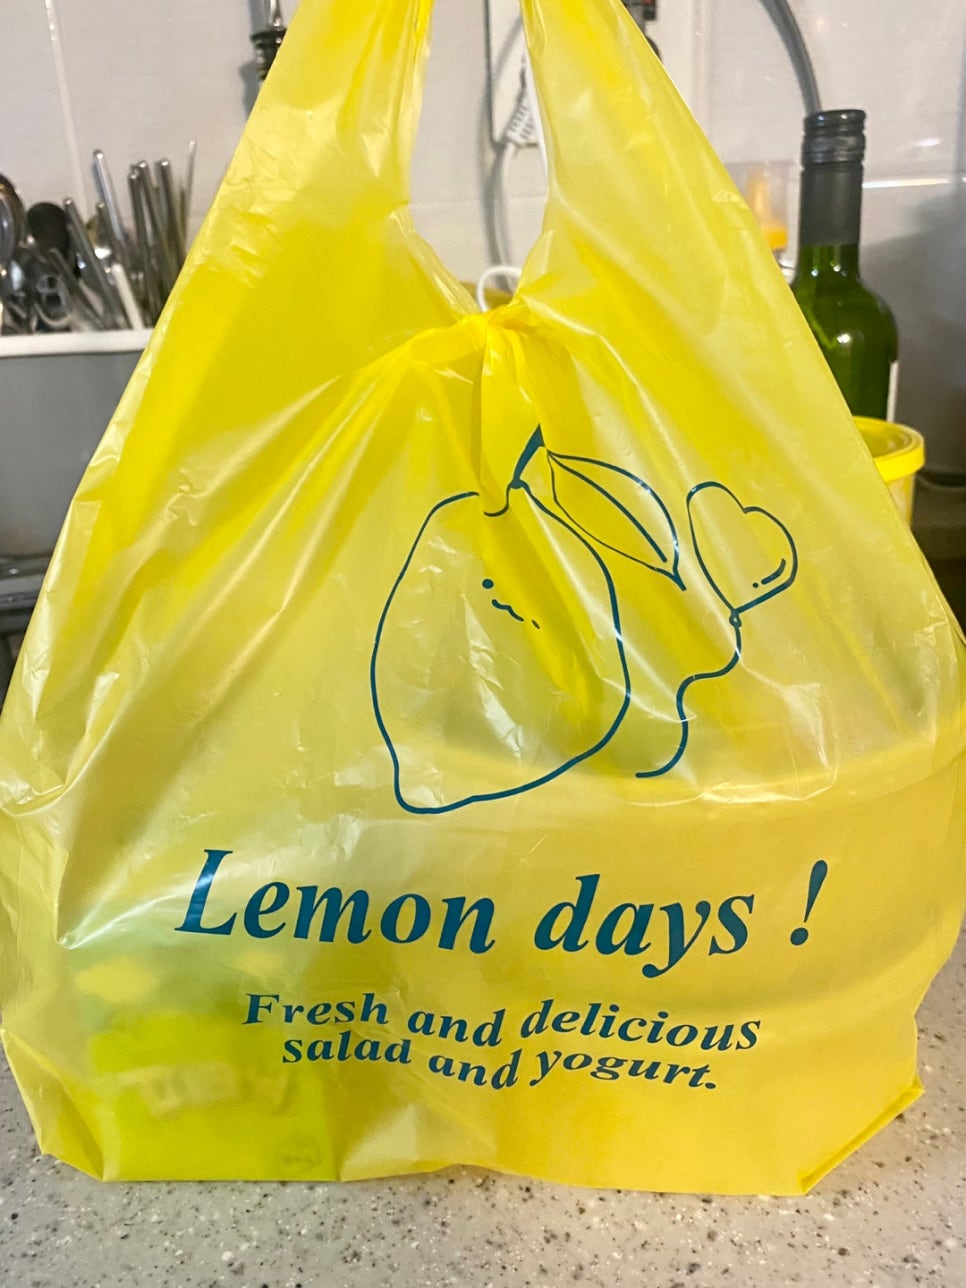 Lemon days !
Fresh and delicious
salad and yogurt.